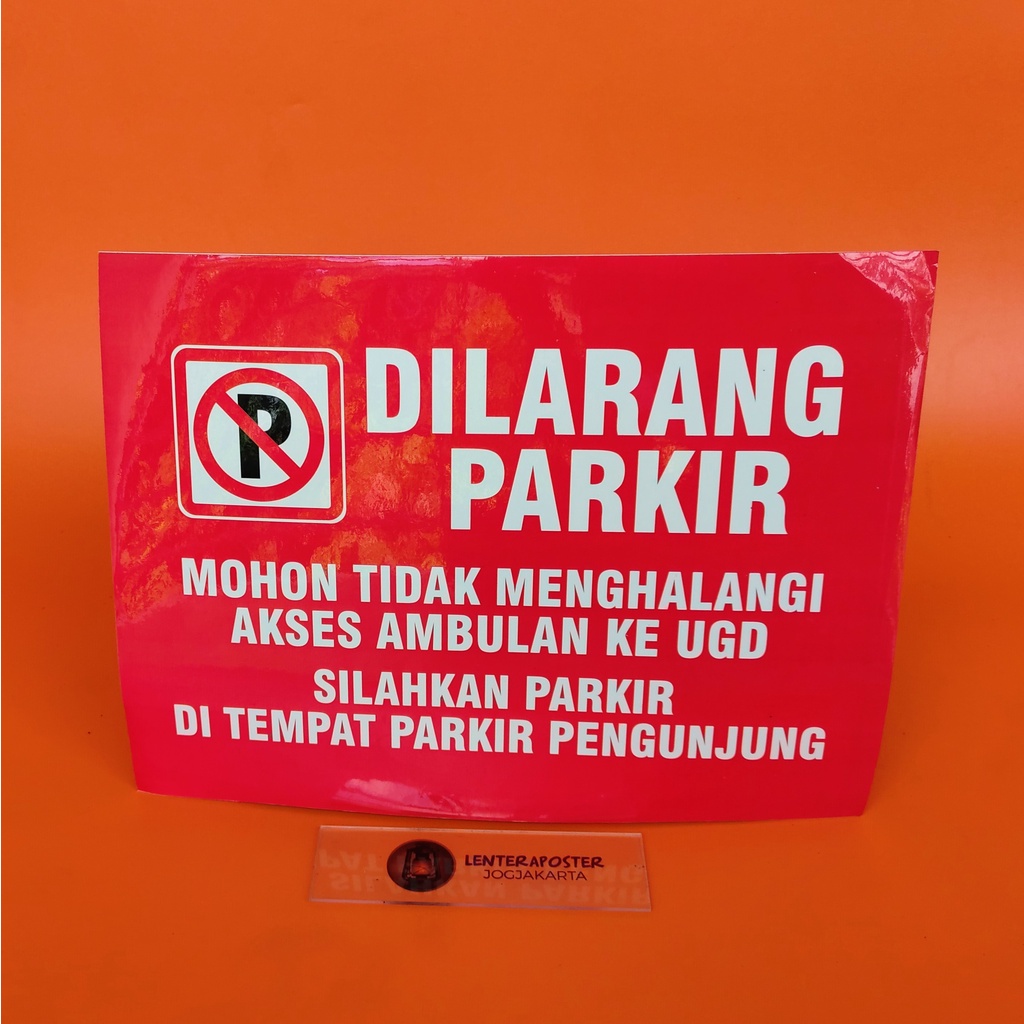 P
DILARANG
PARKIR
MOHON TIDAK MENGHALANGI
AKSES AMBULAN KE UGD
SILAHKAN PARKIR
DI TEMPAT PARKIR PENGUNJUNG
LENTERAPOSTER
JOGJAKARTA